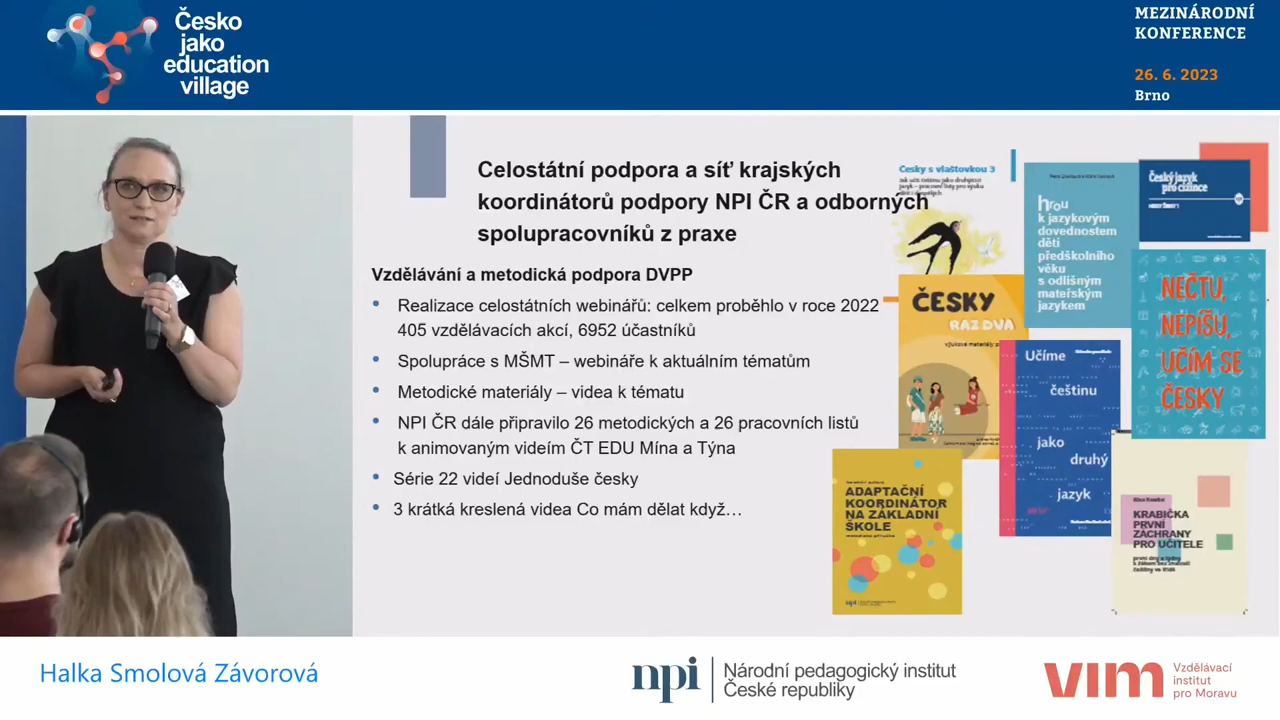 Česko
jako
education
village
MEZINÁRODNÍ
KONFERENCE
26. 6. 2023
Brno
Celostátní podpora a síť krajských
koordinátorů podpory NPI ČR a odborných
spolupracovníků z praxe
Vzdělávání a metodická podpora DVPP
• Realizace celostátních webinářů: celkem proběhlo v roce 2022
405 vzdělávacích akcí, 6952 účastníků
• Spolupráce s MŠMT – webináře k aktuálním tématům
• Metodické materiály – videa k tématu
• NPI ČR dále připravilo 26 metodických a 26 pracovních listů
k animovaným videím ČT EDU Mína a Týna
• Série 22 videí Jednoduše česky
• 3 krátká kreslená videa Co mám dělat když…
Česky s vlaštovkou 3
hrou
k jazykovým
dovednostem
dětí
předškolního
věku
s odlišným
mateřským
jazykem
Český jazyk
pro cizince
ČESKY
RAZ DVA
NEČTU,
NEPÍŠU,
UČÍM SE
ČESKY
Učíme
češtinu
jako
druhý
jazyk
ADAPTAČNÍ
KOORDINÁTOR
NA ZÁKLADNÍ
ŠKOLE
npi
KRABIČKA
PRVNÍ
ZÁCHRANY
PRO UČITELE
Halka Smolová Závorová
npi
Národní pedagogický institut
České republiky
vim
Vzdělávací
institut
pro Moravu